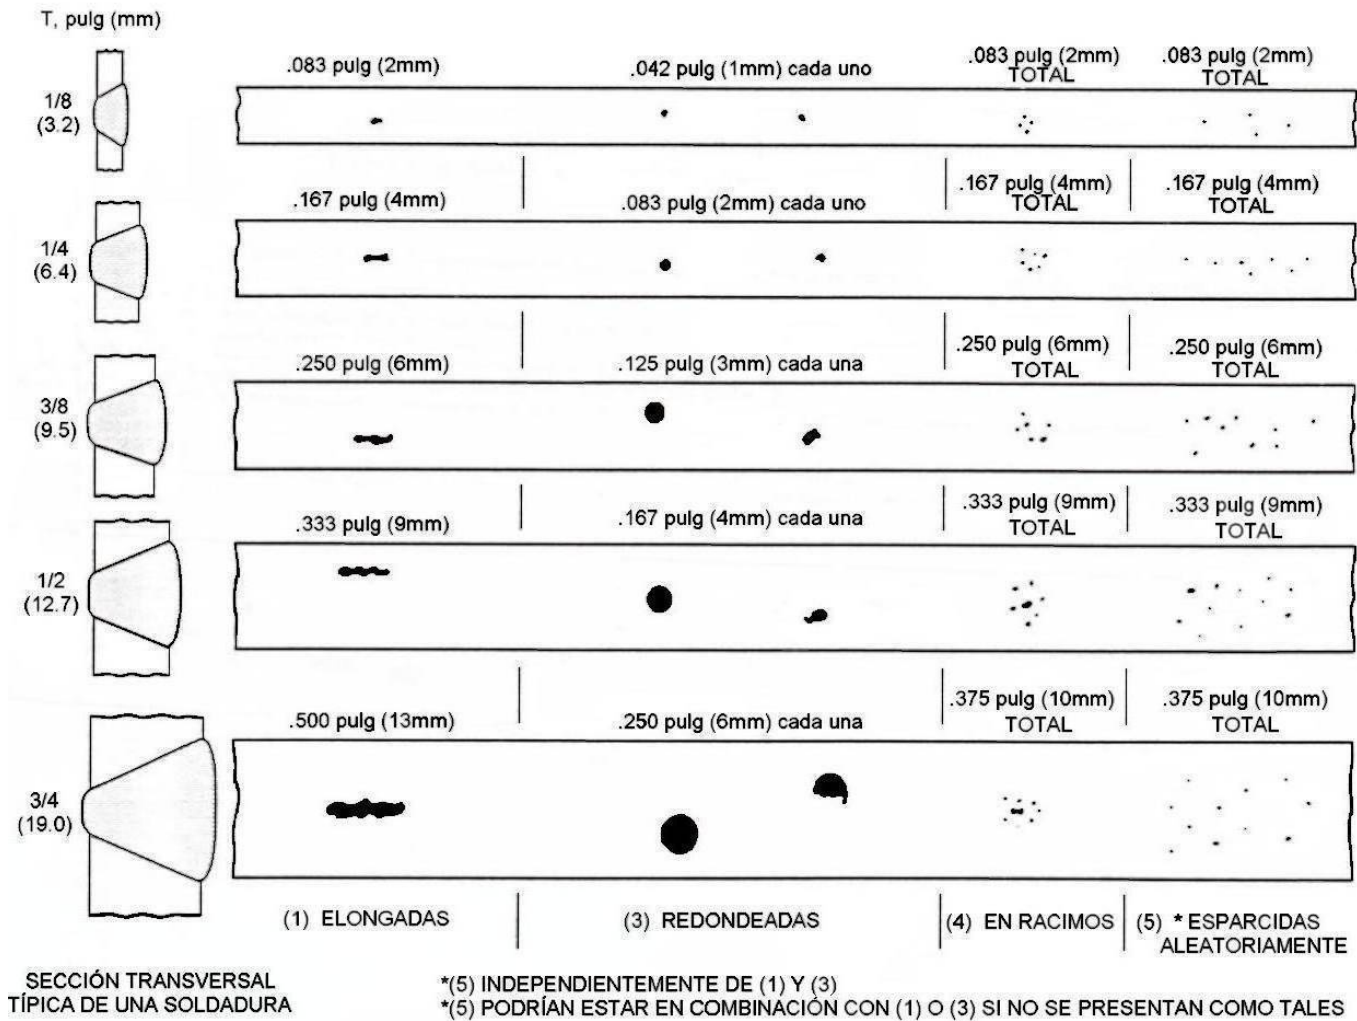 T, pulg (mm)
.083 pulg (2mm)
.042 pulg (1mm) cada uno
.083 pulg (2mm)
TOTAL
.083 pulg (2mm)
TOTAL
1/8
(3.2)
.167 pulg (4mm)
.083 pulg (2mm) cada uno
.167 pulg (4mm)
TOTAL
.167 pulg (4mm)
TOTAL
1/4
(6.4)
.250 pulg (6mm)
.125 pulg (3mm) cada una
.250 pulg (6mm)
TOTAL
.250 pulg (6mm)
TOTAL
3/8
(9.5)
.333 pulg (9mm)
.167 pulg (4mm) cada una
.333 pulg (9mm)
TOTAL
.333 pulg (9mm)
TOTAL
1/2
(12.7)
.500 pulg (13mm)
.250 pulg (6mm) cada una
.375 pulg (10mm)
TOTAL
.375 pulg (10mm)
TOTAL
3/4
(19.0)
(1) ELONGADAS
(3) REDONDEADAS
(4) EN RACIMOS
(5) * ESPARCIDAS
ALEATORIAMENTE
SECCIÓN TRANSVERSAL
TÍPICA DE UNA SOLDADURA
*(5) INDEPENDIENTEMENTE DE (1) Y (3)
*(5) PODRÍAN ESTAR EN COMBINACIÓN CON (1) O (3) SI NO SE PRESENTAN COMO TALES